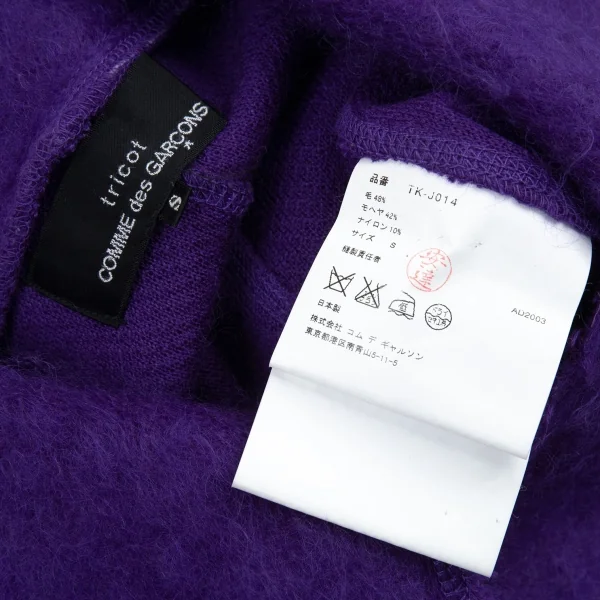 tricot
COMME des GARÇONS
*
S
品番 TK-J014
毛 48%
モヘヤ 42%
ナイロン 10%
サイズ S
縫製責任者
日本製
AD2003
株式会社 コム デ ギャルソン
東京都港区南青山5-11-5